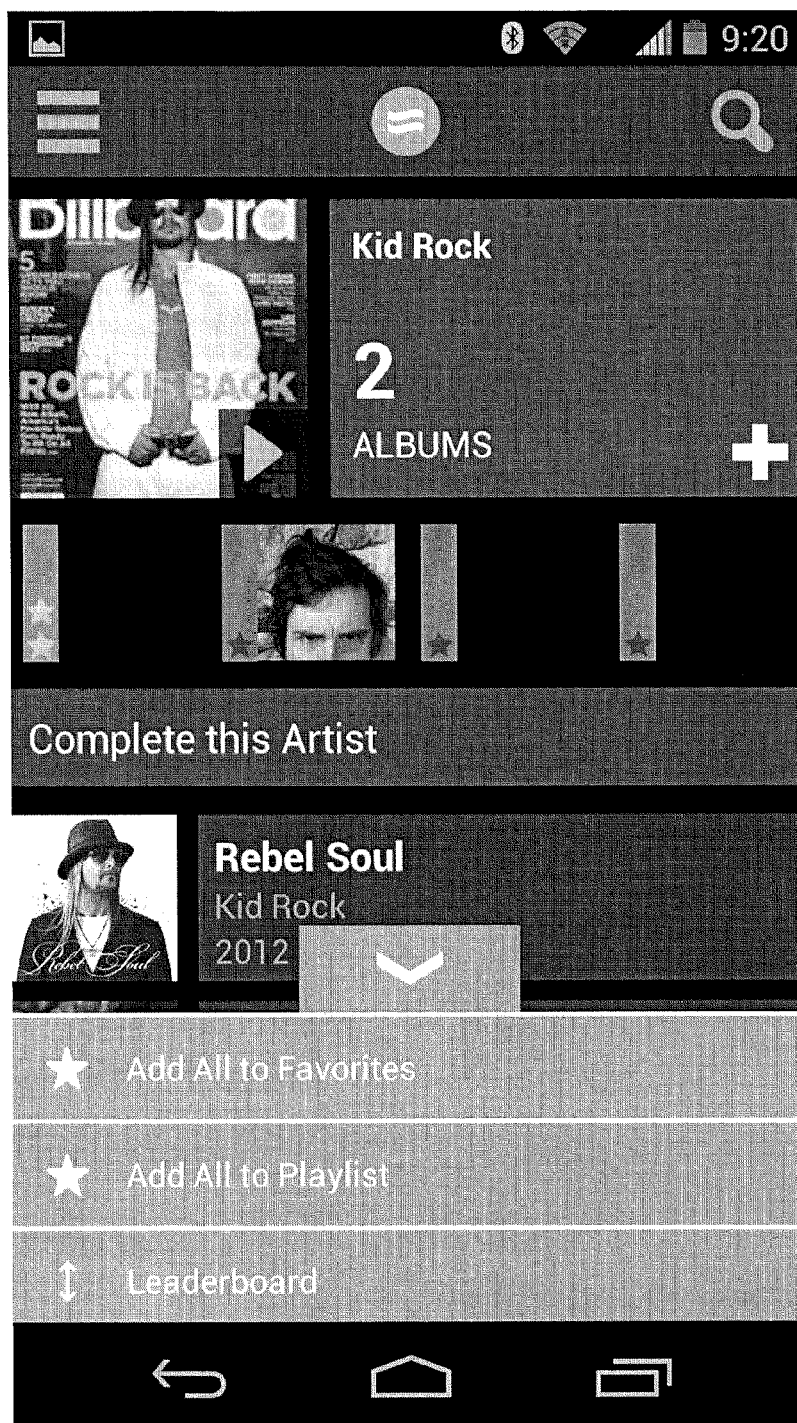 9:20
Billboard
5
ROCK IS BACK
Kid Rock
2
ALBUMS
Complete this Artist
Rebel Soul
Kid Rock
2012
Rebel Soul
Add All to Favorites
Add All to Playlist
Leaderboard